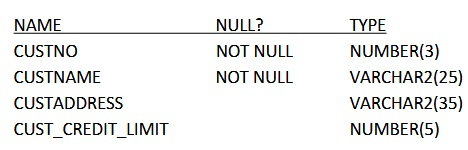 NAME NULL? TYPE
CUSTNO NOT NULL NUMBER(3)
CUSTNAME NOT NULL VARCHAR2(25)
CUSTADDRESS VARCHAR2(35)
CUST_CREDIT_LIMIT NUMBER(5)